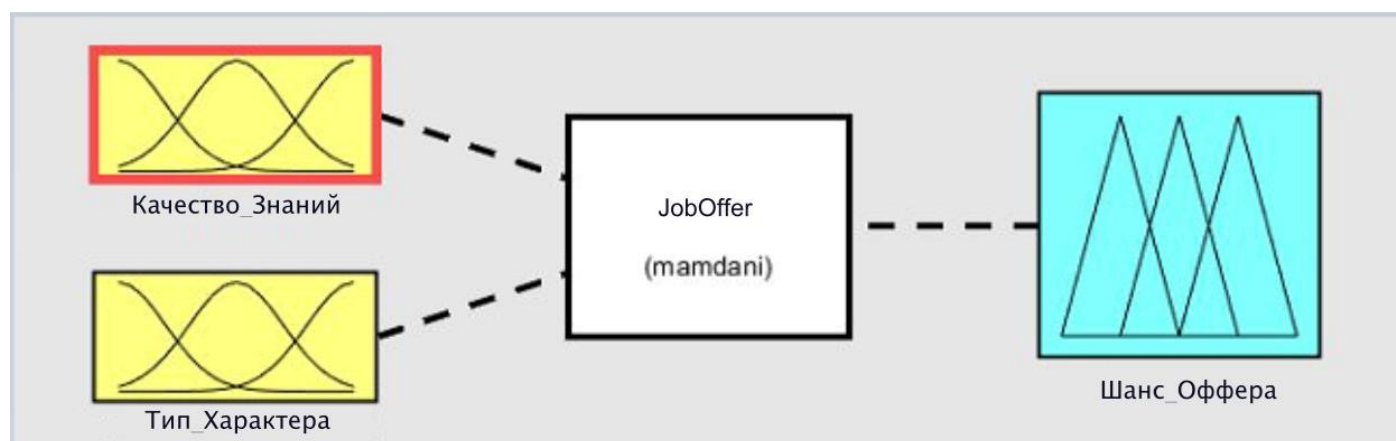 Качество_Знаний
Тип_Характера
JobOffer
(mamdani)
Шанс_Оффера